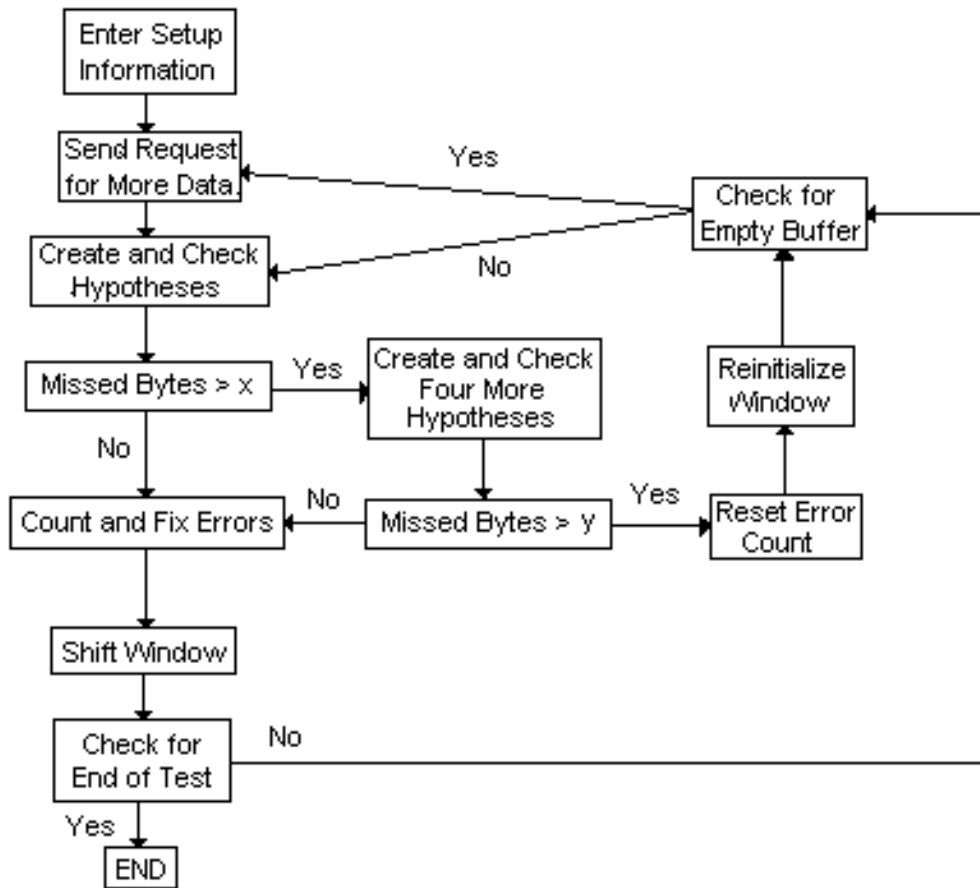 Enter Setup
Information
Send Request
for More Data.
Yes
Check for
Empty Buffer
Create and Check
Hypotheses
No
Missed Bytes > x
Yes
Create and Check
Four More
Hypotheses
Reinitialize
Window
No
Count and Fix Errors
No
Missed Bytes > y
Yes
Reset Error
Count
Shift Window
Check for
End of Test
No
Yes
END